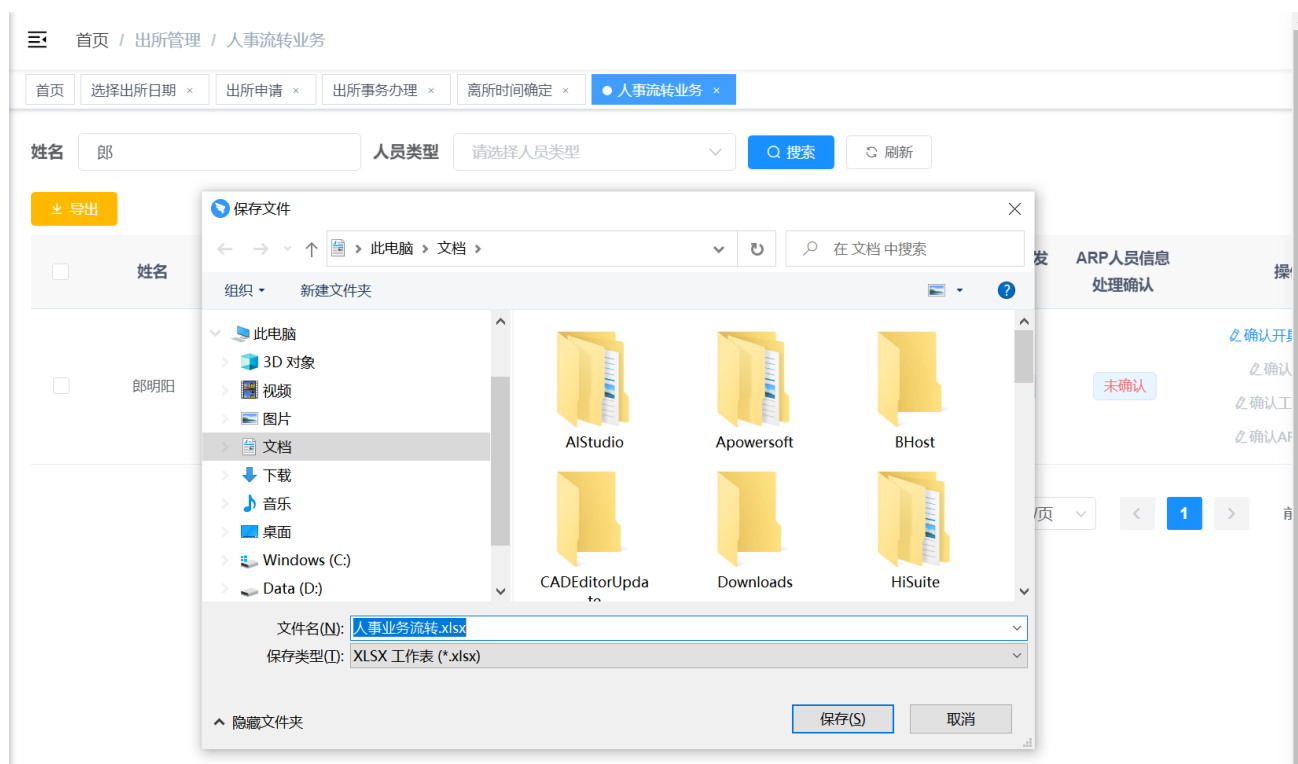 首页 / 出所管理 / 人事流转业务
首页 选择出所日期 × 出所申请 × 出所事务办理 × 离所时间确定 × 人事流转业务 ×
姓名 郎 人员类型 请选择人员类型 搜索 刷新
导出
保存文件
此电脑 文档 在 文档 中搜索
组织 新建文件夹
姓名 发 ARP人员信息 操
处理确认
此电脑
3D 对象
视频
图片
文档
下载
音乐
桌面
Windows (C:)
Data (D:)
AIStudio Apowersoft BHost
CADEditorUpda Downloads HiSuite
郎明阳 未确认
确认开
确认
确认工
确认AR
/页 1 前
文件名(N): 人事业务流转.xlsx
保存类型(T): XLSX 工作表 (*.xlsx)
隐藏文件夹 保存(S) 取消